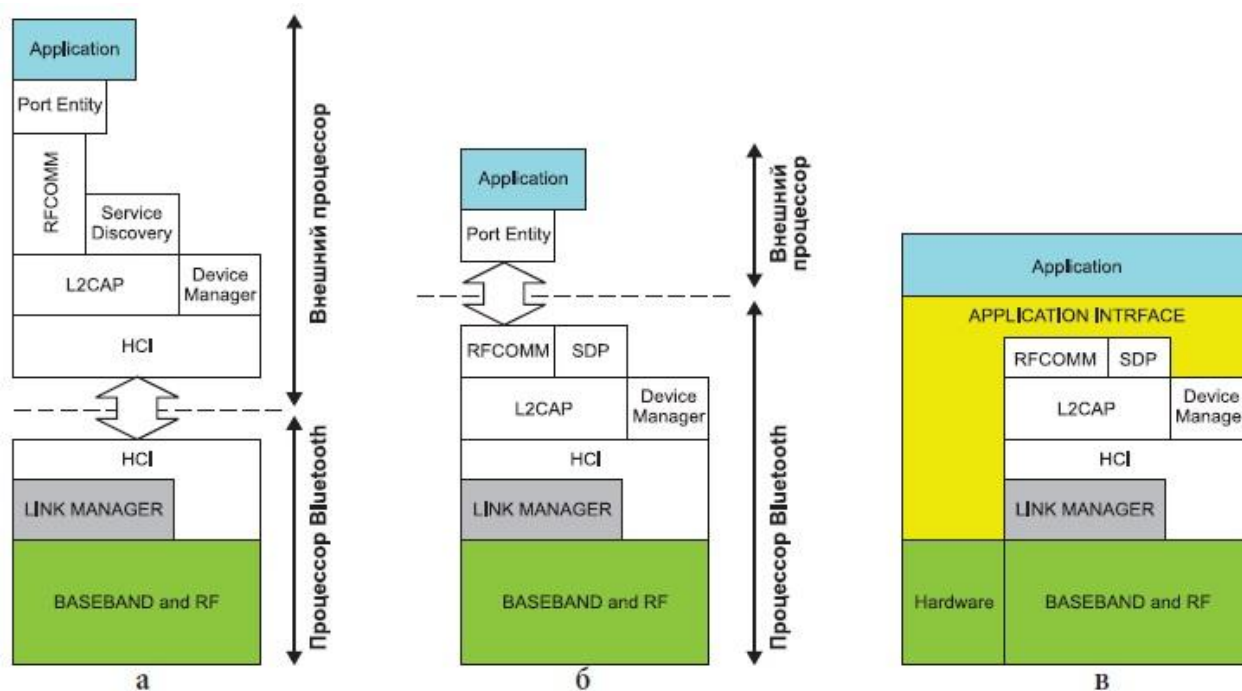 Application
Port Entity
RFCOMM
Service
Discovery
L2CAP
Device
Manager
HCI
HCI
LINK MANAGER
BASEBAND and RF
Внешний процессор
Процессор Bluetooth
а
Application
Port Entity
RFCOMM
SDP
L2CAP
Device
Manager
HCI
LINK MANAGER
BASEBAND and RF
Внешний
процессор
Процессор Bluetooth
б
Application
APPLICATION INTRFACE
RFCOMM
SDP
L2CAP
Device
Manage
HCI
LINK MANAGER
Hardware
BASEBAND and RF
в